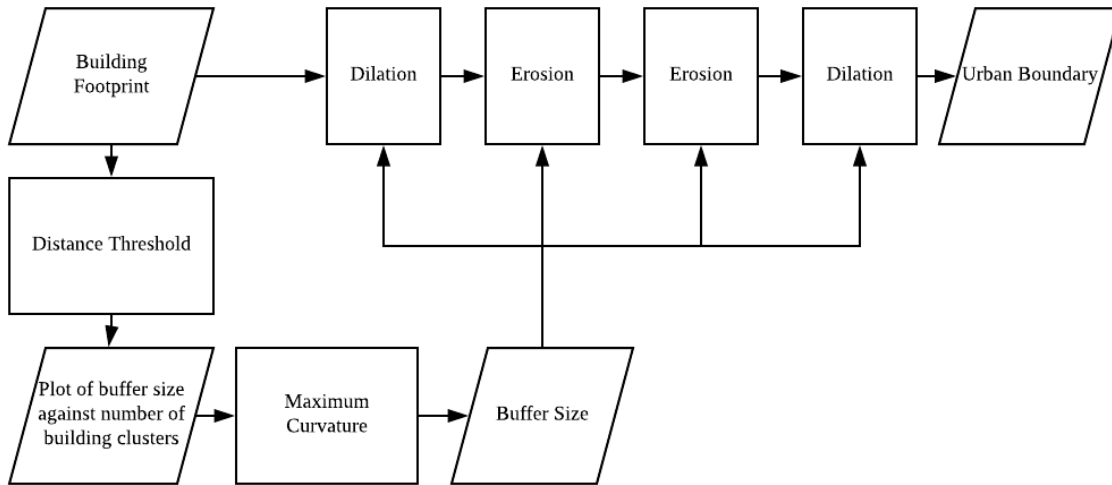 Building
Footprint
Dilation
Erosion
Erosion
Dilation
Urban Boundary
Distance Threshold
Plot of buffer size
against number of
building clusters
Maximum
Curvature
Buffer Size